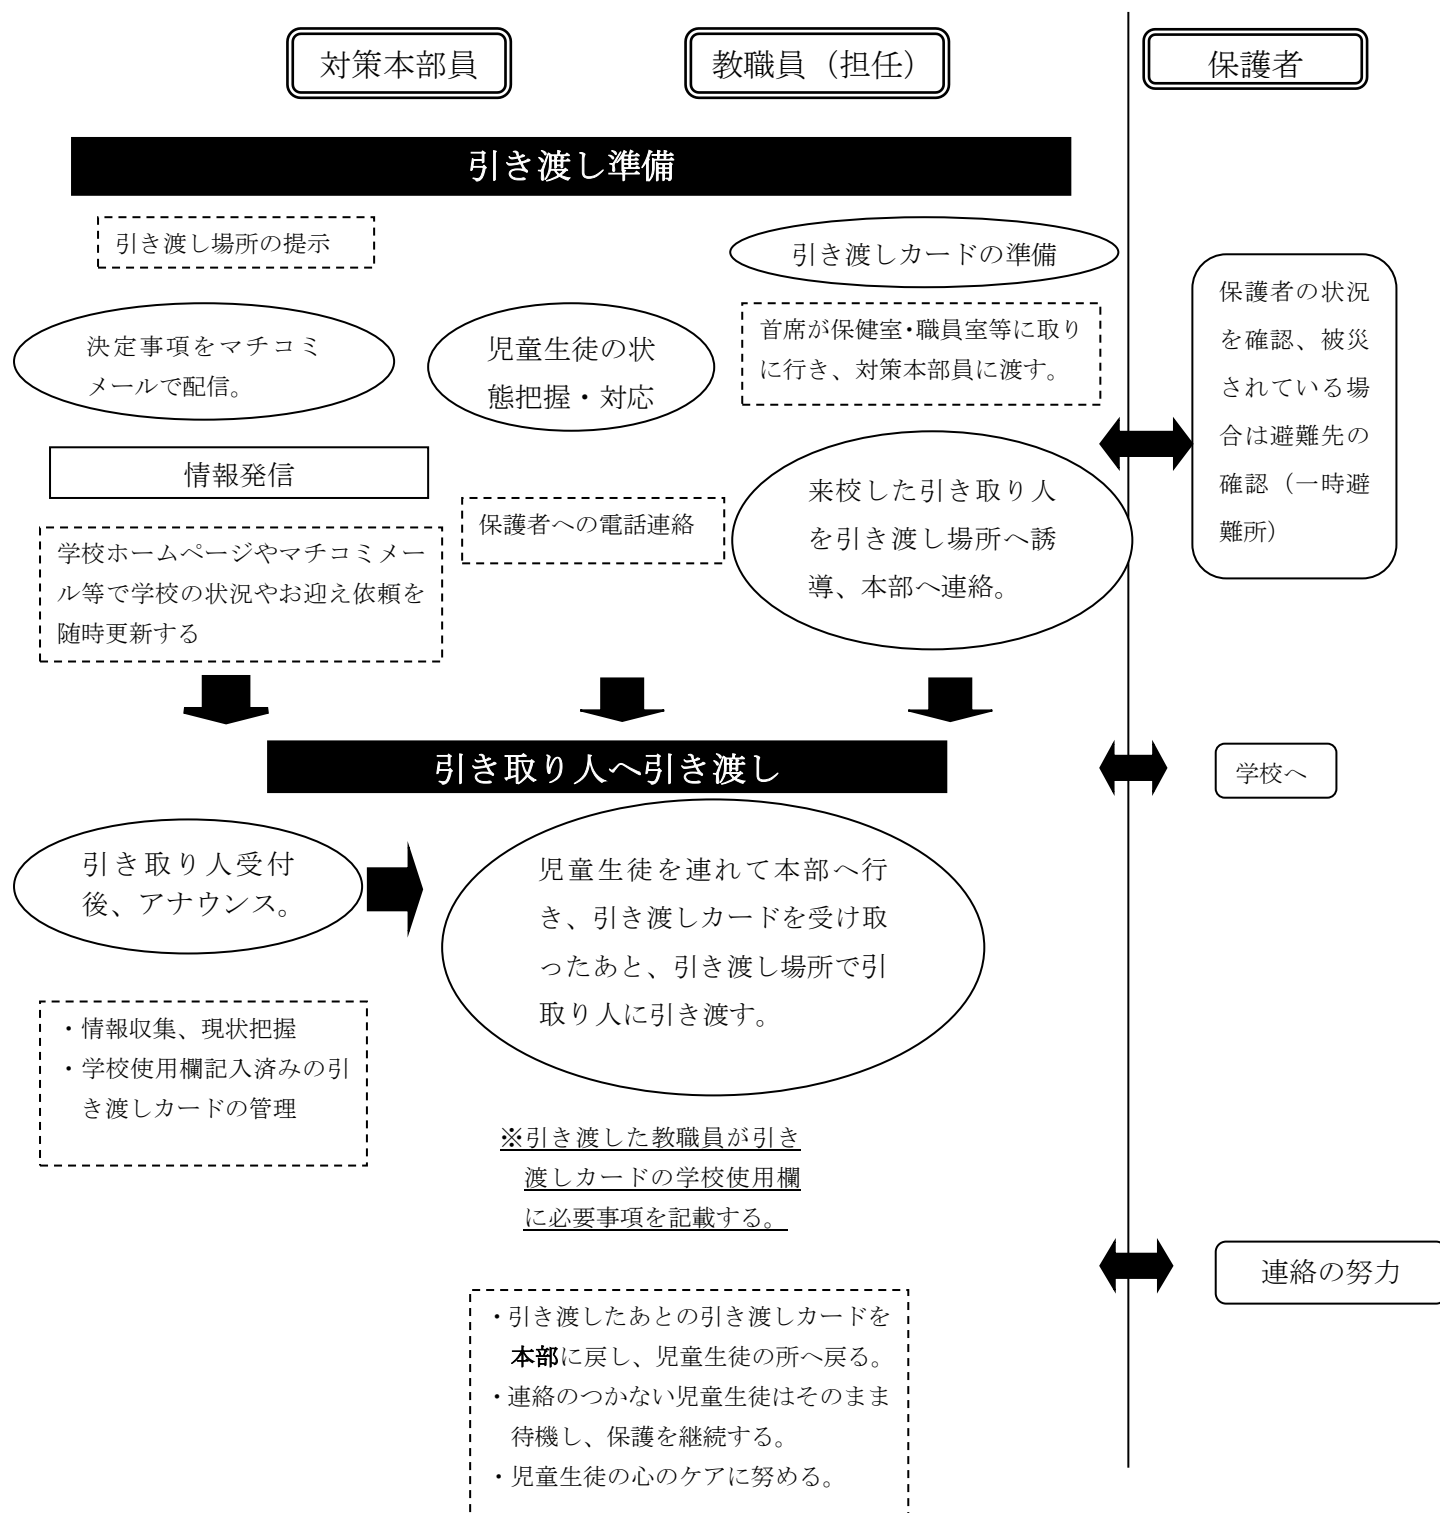 対策本部員
教職員（担任）
保護者
引き渡し準備
引き渡し場所の提示
決定事項をマチコミ
メールで配信。
情報発信
学校ホームページやマチコミメー
ル等で学校の状況やお迎え依頼を
随時更新する
児童生徒の状
態把握・対応
保護者への電話連絡
引き渡しカードの準備
首席が保健室・職員室等に取り
に行き、対策本部員に渡す。
来校した引き取り人
を引き渡し場所へ誘
導、本部へ連絡。
保護者の状況
を確認、被災
されている場
合は避難先の
確認（一時避
難所）
引き取り人へ引き渡し
学校へ
引き取り人受付
後、アナウンス。
児童生徒を連れて本部へ行
き、引き渡しカードを受け取
ったあと、引き渡し場所で引
取り人に引き渡す。
・情報収集、現状把握
・学校使用欄記入済みの引
き渡しカードの管理
※引き渡した教職員が引き
渡しカードの学校使用欄
に必要事項を記載する。
連絡の努力
・引き渡したあとの引き渡しカードを
本部に戻し、児童生徒の所へ戻る。
・連絡のつかない児童生徒はそのまま
待機し、保護を継続する。
・児童生徒の心のケアに努める。